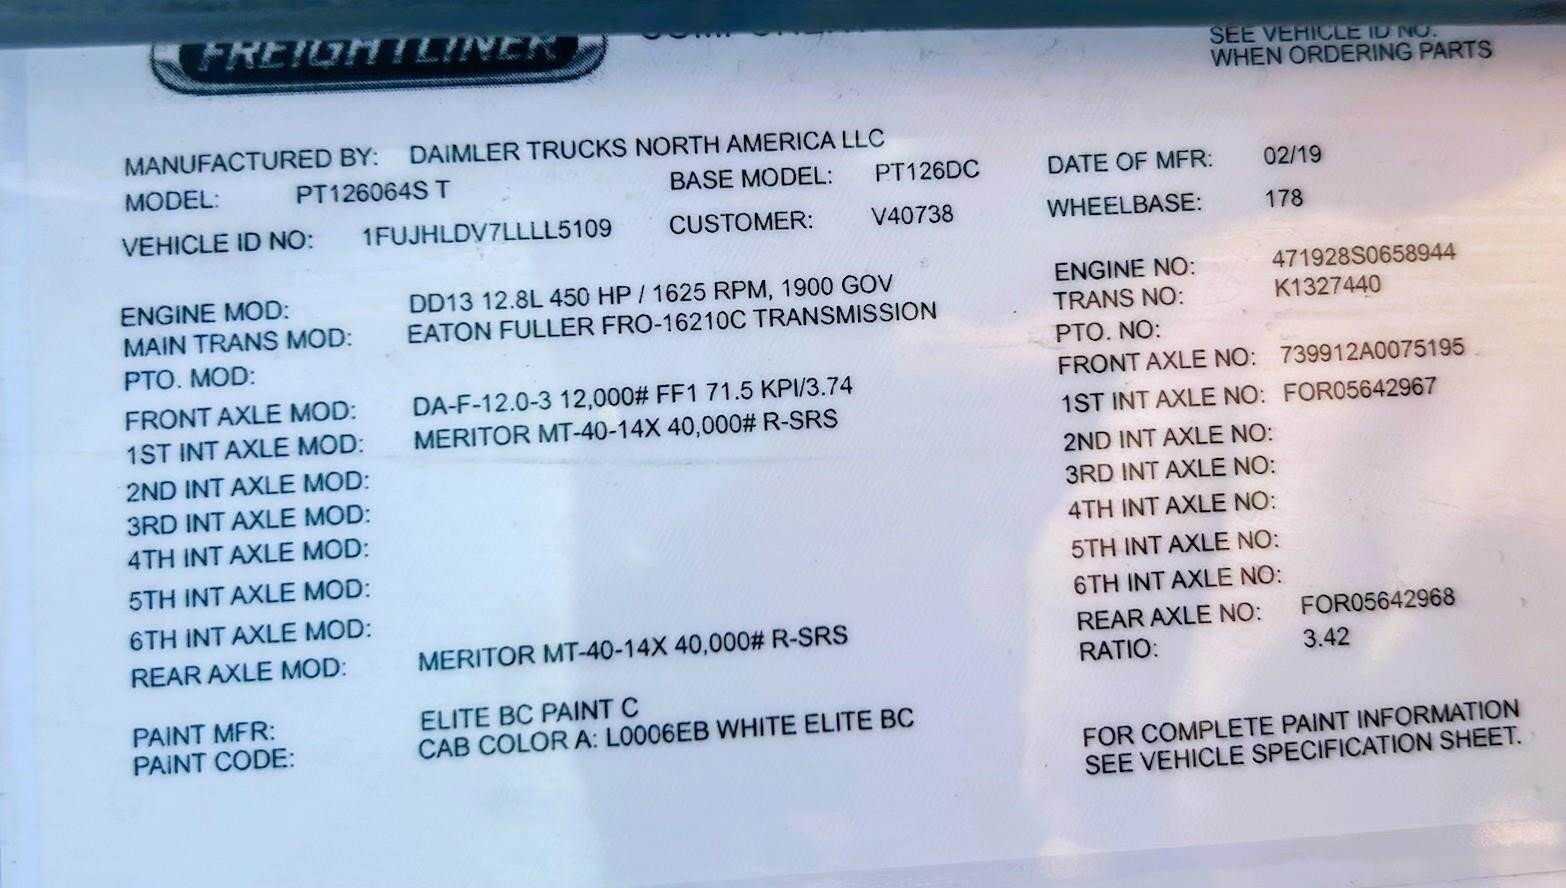 FREIGHTLINER
SEE VEHICLE ID NO.
WHEN ORDERING PARTS
MANUFACTURED BY: DAIMLER TRUCKS NORTH AMERICA LLC
MODEL: PT126064S T BASE MODEL: PT126DC DATE OF MFR: 02/19
VEHICLE ID NO: 1FUJHLDV7LLLL5109 CUSTOMER: V40738 WHEELBASE: 178
ENGINE MOD: DD13 12.8L 450 HP / 1625 RPM, 1900 GOV ENGINE NO: 471928S0658944
MAIN TRANS MOD: EATON FULLER FRO-16210C TRANSMISSION TRANS NO: K1327440
PTO. MOD: PTO. NO:
FRONT AXLE MOD: DA-F-12.0-3 12,000# FF1 71.5 KPI/3.74 FRONT AXLE NO: 739912A0075195
1ST INT AXLE MOD: MERITOR MT-40-14X 40,000# R-SRS 1ST INT AXLE NO: FOR05642967
2ND INT AXLE MOD: 2ND INT AXLE NO:
3RD INT AXLE MOD: 3RD INT AXLE NO:
4TH INT AXLE MOD: 4TH INT AXLE NO:
5TH INT AXLE MOD: 5TH INT AXLE NO:
6TH INT AXLE MOD: 6TH INT AXLE NO:
REAR AXLE MOD: MERITOR MT-40-14X 40,000# R-SRS REAR AXLE NO: FOR05642968
RATIO: 3.42
PAINT MFR: ELITE BC PAINT C
PAINT CODE: CAB COLOR A: L0006EB WHITE ELITE BC
FOR COMPLETE PAINT INFORMATION
SEE VEHICLE SPECIFICATION SHEET.